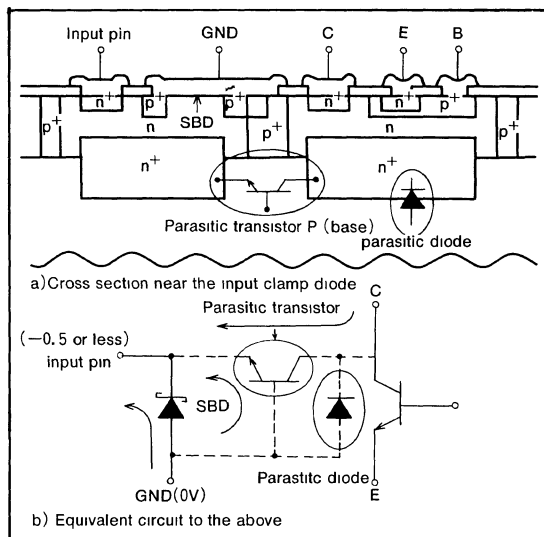 Input pin GND C E B
n+ p+ p+ n+ n+ p+
p+ n SBD p+ n p+
n+ n+
Parasitic transistor P (base)
parasitic diode
a)Cross section near the input clamp diode
Parasitic transistor C
(−0.5 or less)
input pin
SBD
Parasitc diode
GND(0V) E
b) Equivalent circuit to the above